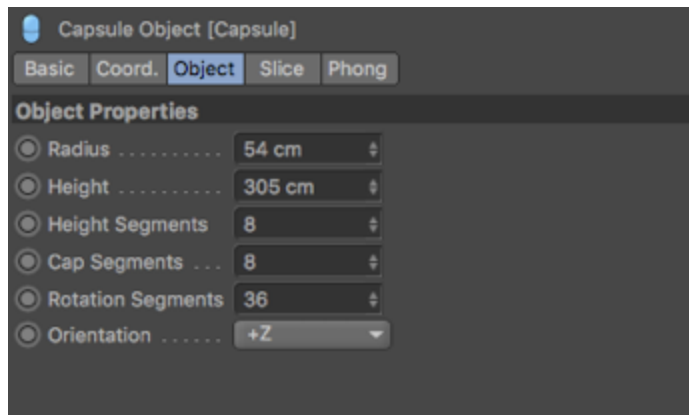 Capsule Object [Capsule]
Basic Coord. Object Slice Phong
Object Properties
Radius .......... 54 cm
Height .......... 305 cm
Height Segments 8
Cap Segments ... 8
Rotation Segments 36
Orientation ...... +Z